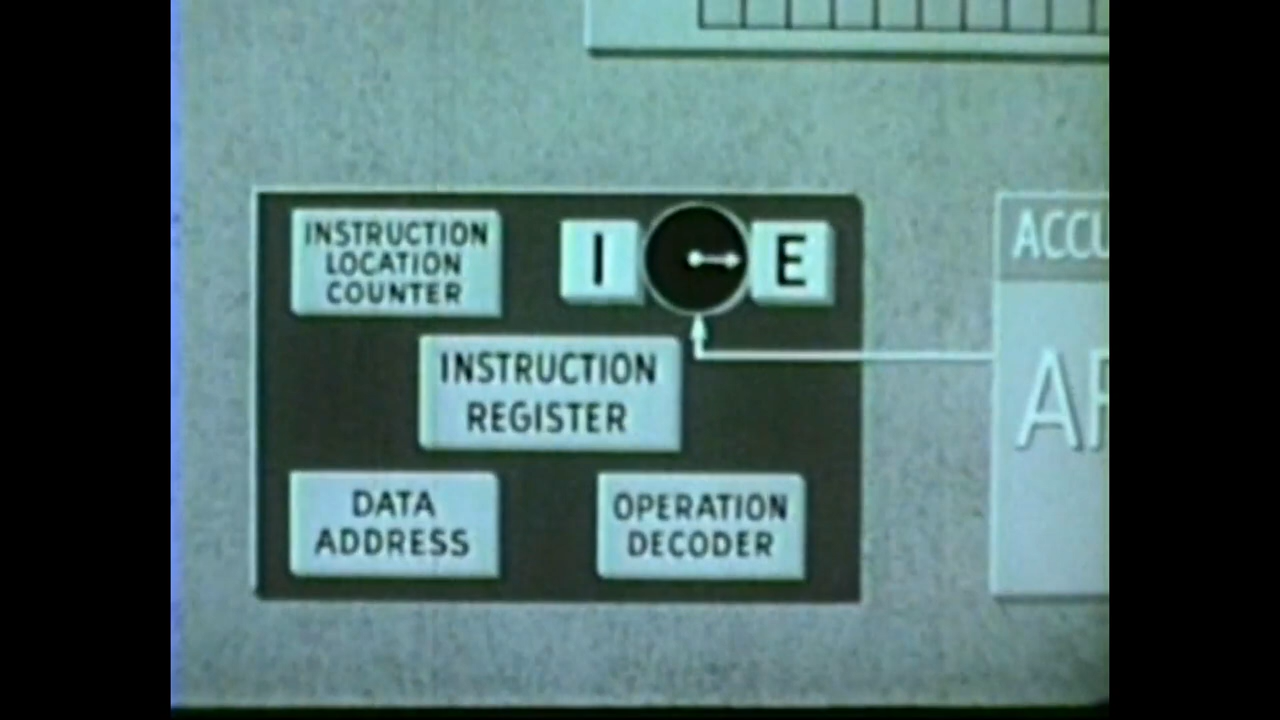 INSTRUCTION
LOCATION
COUNTER
I
E
INSTRUCTION
REGISTER
DATA
ADDRESS
OPERATION
DECODER